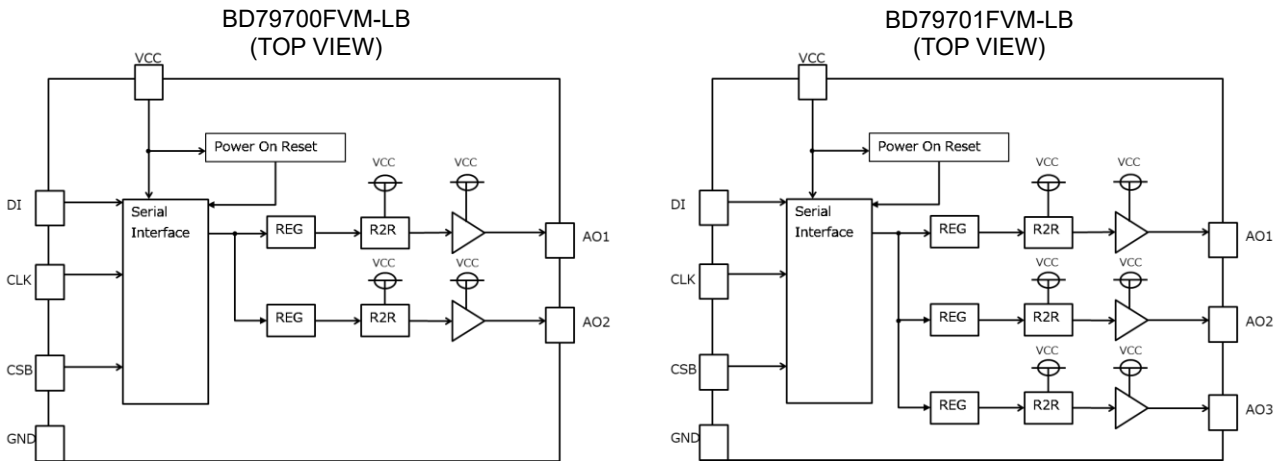 BD79700FVM-LB
(TOP VIEW)
VCC
Power On Reset
VCC
VCC
DI
Serial
Interface
REG
R2R
AO1
CLK
VCC
VCC
REG
R2R
AO2
CSB
GND
BD79701FVM-LB
(TOP VIEW)
VCC
Power On Reset
VCC
VCC
DI
Serial
Interface
REG
R2R
AO1
CLK
VCC
VCC
REG
R2R
AO2
VCC
VCC
CSB
REG
R2R
AO3
GND